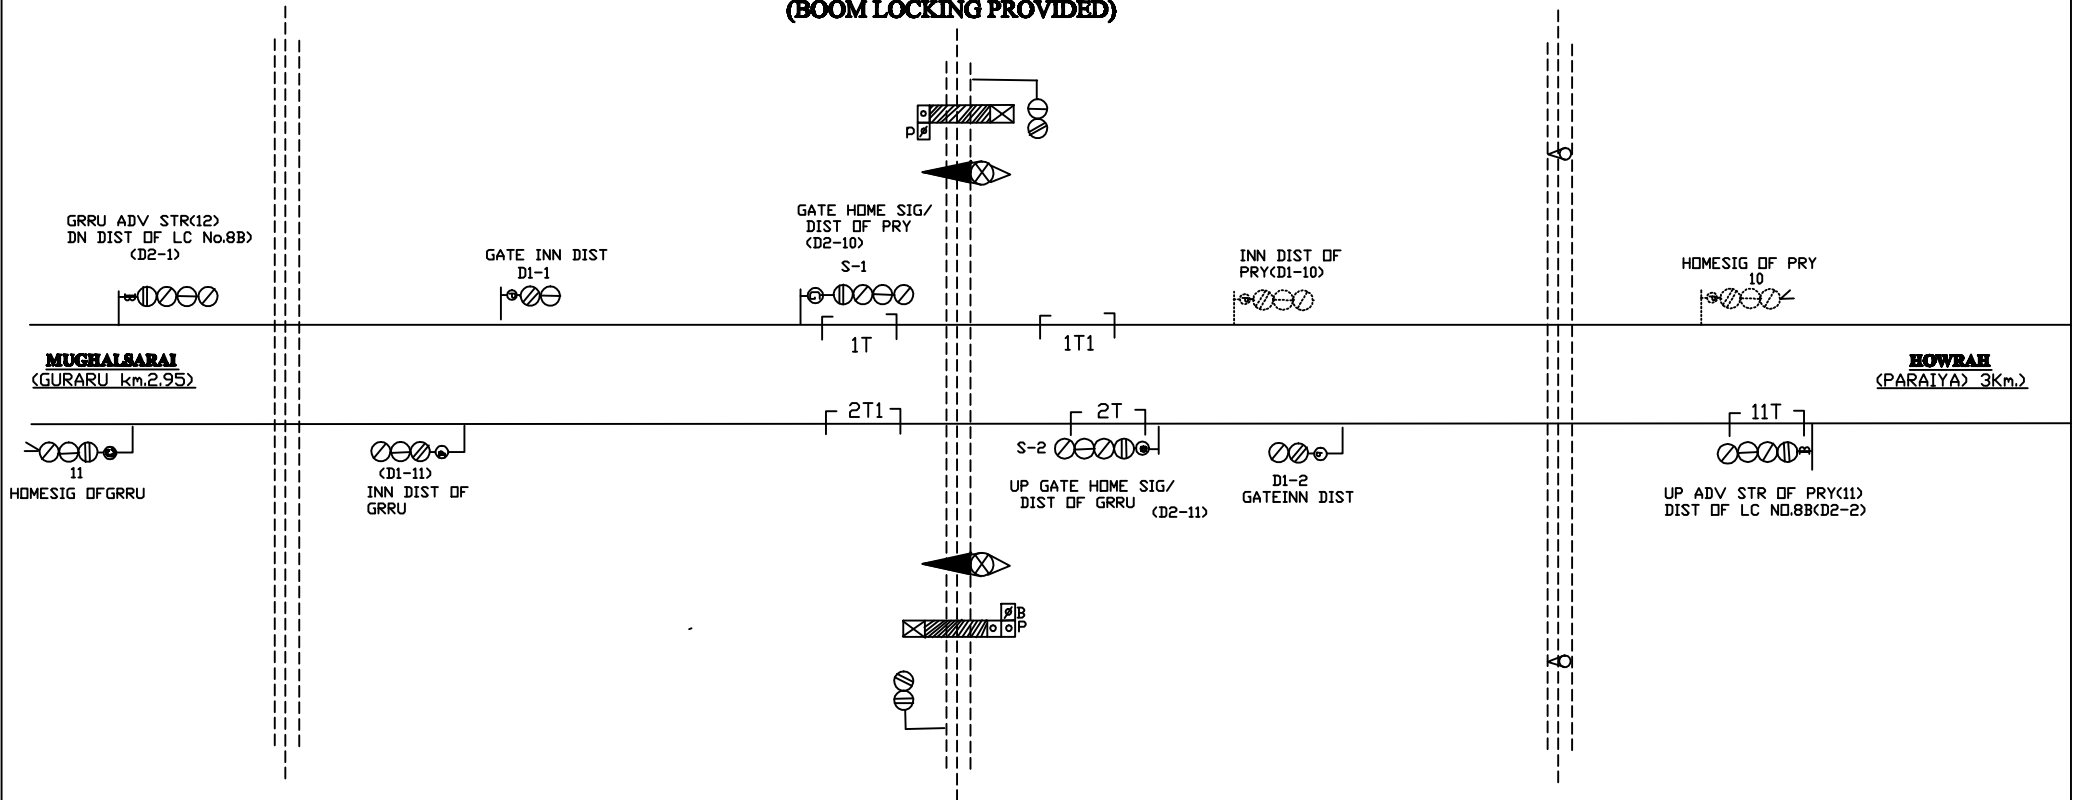 (BOOM LOCKING PROVIDED)
P
GRRU ADV STR(12)
DN DIST OF LC No.8B)
(D2-1)
GATE INN DIST
D1-1
GATE HOME SIG/
DIST OF PRY
(D2-10)
S-1
INN DIST OF
PRY(D1-10)
HOMESIG OF PRY
10
1T
1T1
MUGHALSARAI
(GURARU km.2.95)
HOWRAH
(PARAIYA) 3Km.)
2T1
2T
11T
11
HOMESIG OFGRRU
(D1-11)
INN DIST OF
GRRU
S-2
UP GATE HOME SIG/
DIST OF GRRU
(D2-11)
D1-2
GATEINN DIST
B
UP ADV STR OF PRY(11)
DIST OF LC NO.8B(D2-2)
B
P